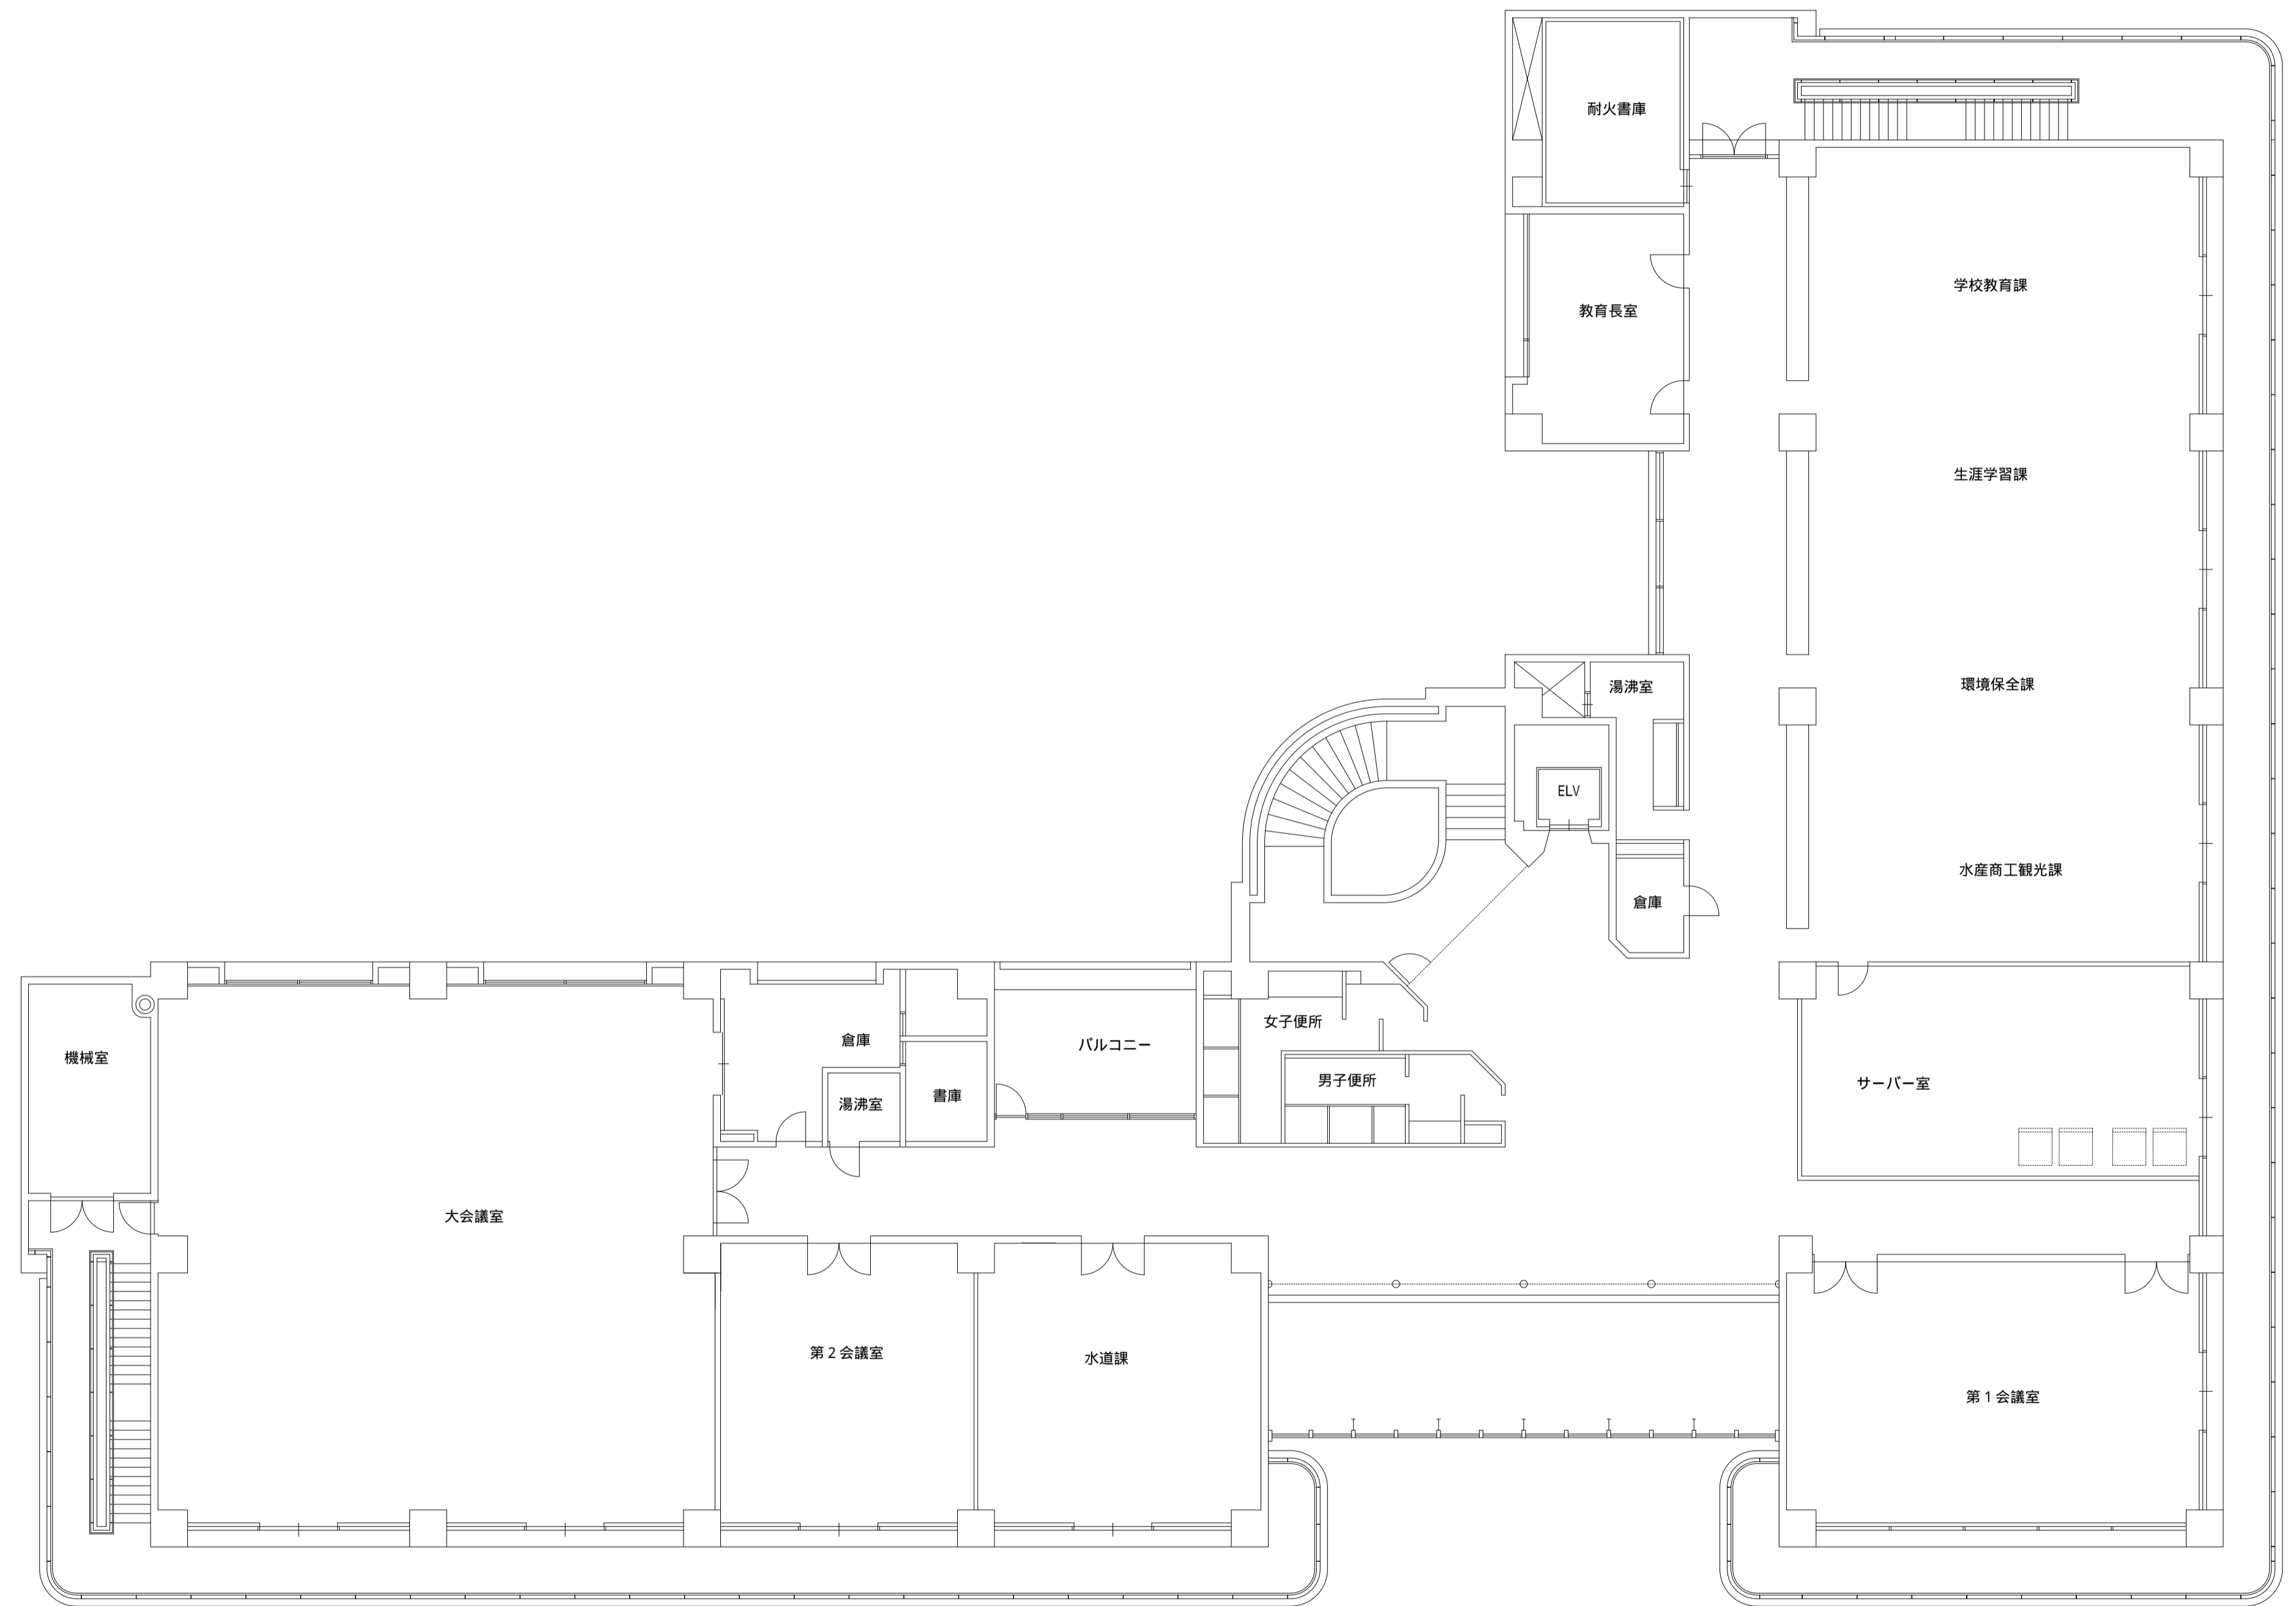 耐火書庫
学校教育課
教育長室
生涯学習課
環境保全課
湯沸室
ELV
水産商工観光課
倉庫
女子便所
倉庫
バルコニー
機械室
男子便所
サーバー室
書庫
湯沸室
大会議室
第2会議室
水道課
第1会議室